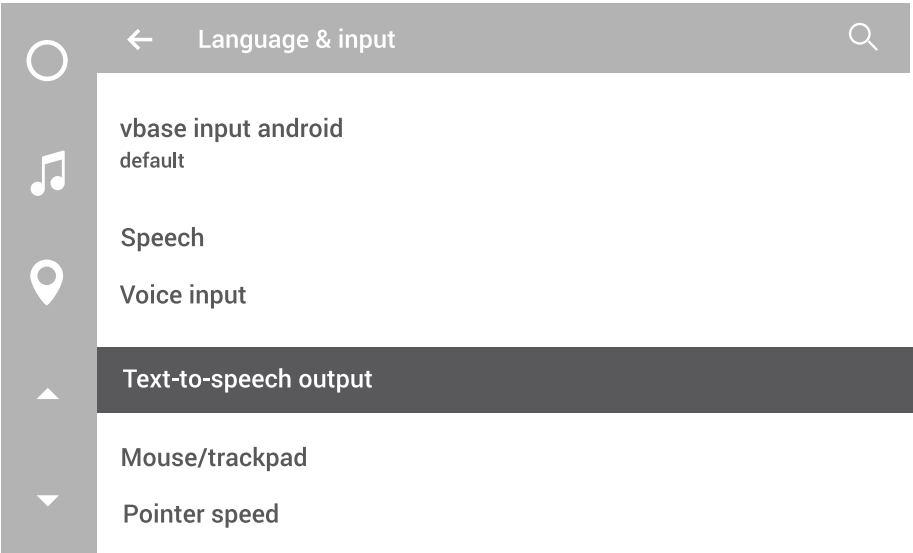 Language & input
vbase input android
default
Speech
Voice input
Text-to-speech output
Mouse/trackpad
Pointer speed